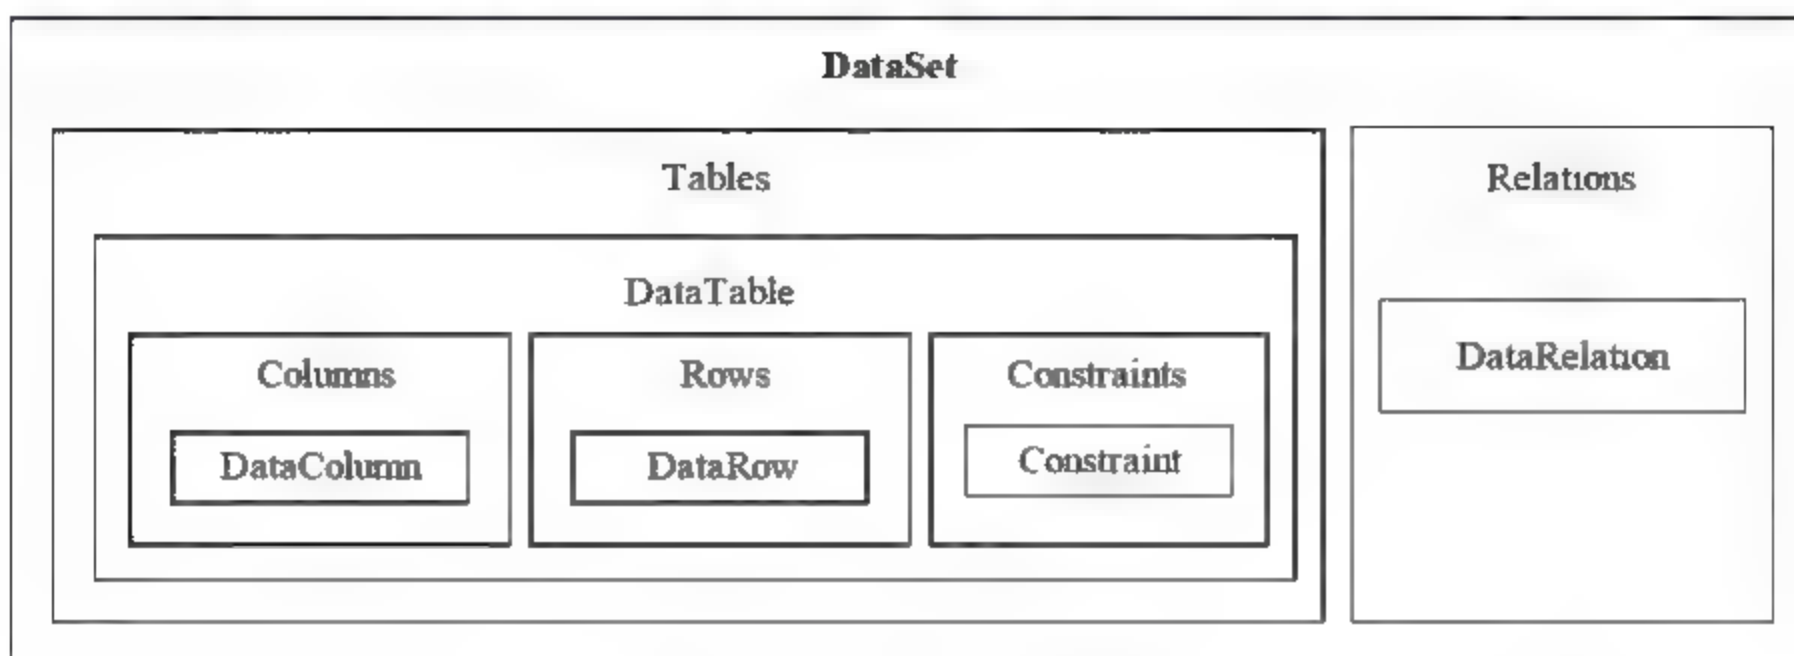 DataSet
Tables
Relations
DataTable
Columns
Rows
Constraints
DataRelation
DataColumn
DataRow
Constraint